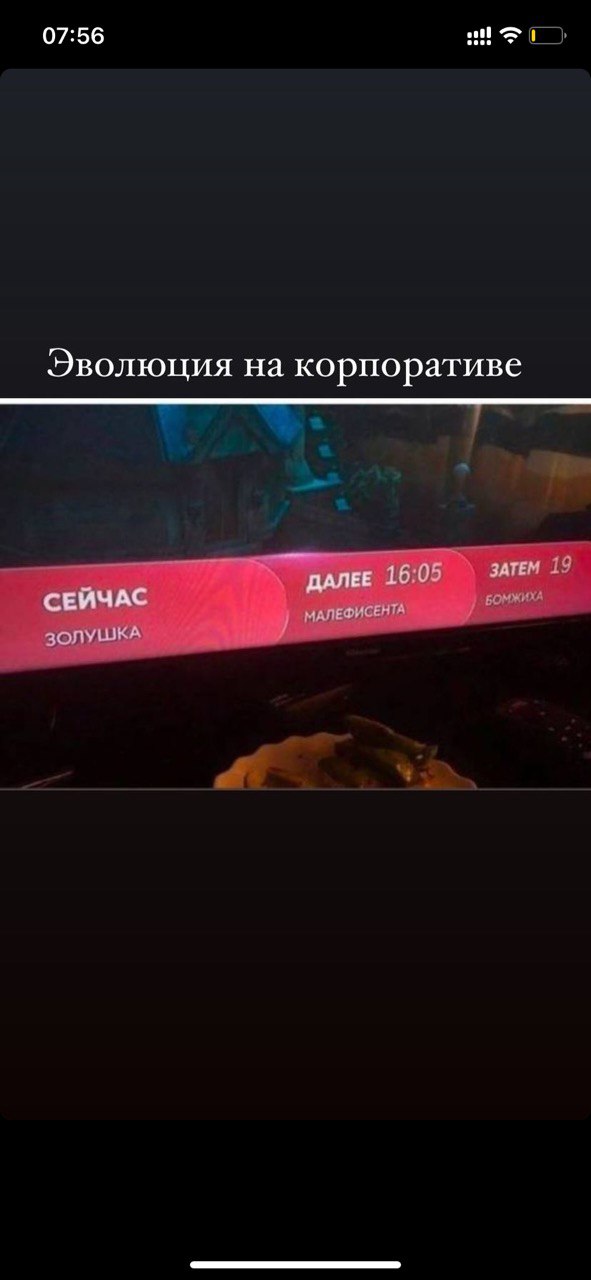 07:56
Эволюция на корпоративе
СЕЙЧАС
ЗОЛУШКА
ДАЛЕЕ 16:05
МАЛЕФИСЕНТА
ЗАТЕМ 19
БОМЖИХА